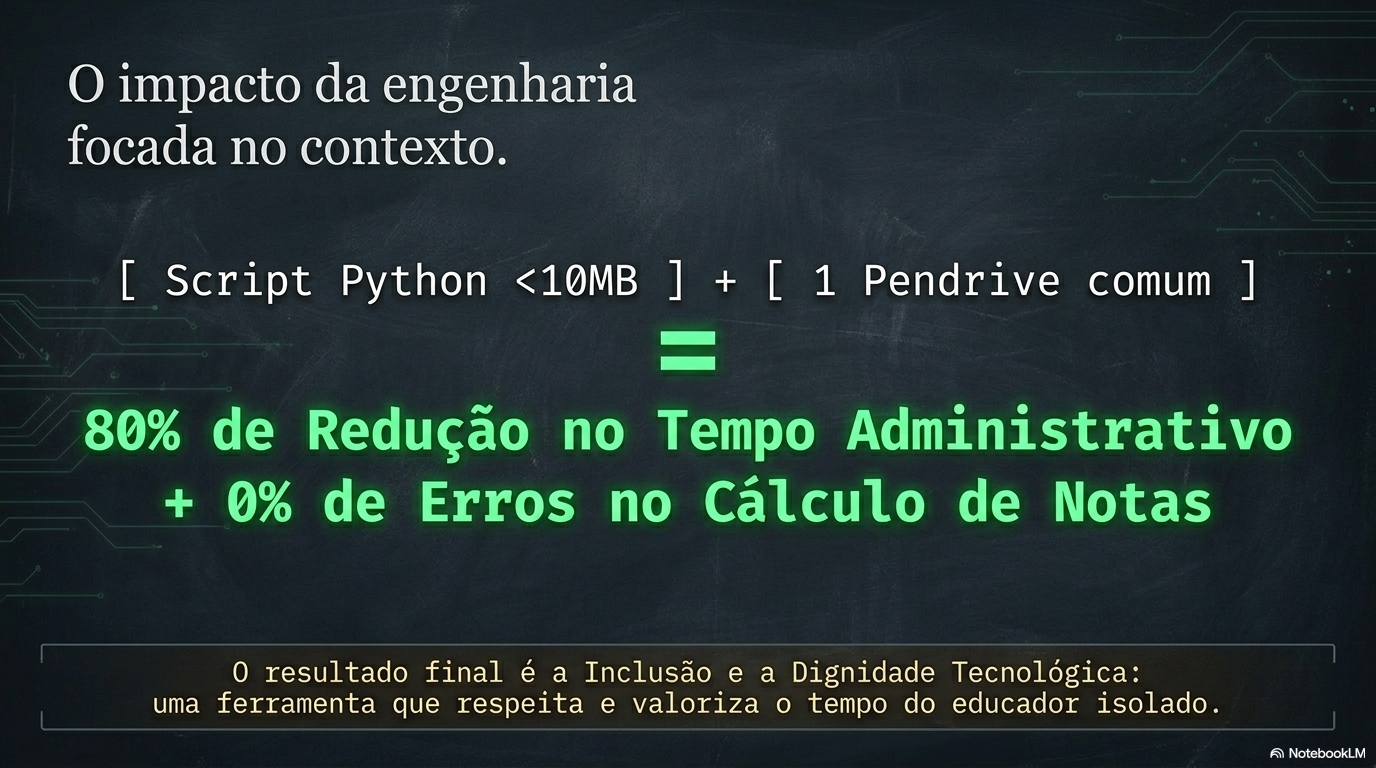 O impacto da engenharia
focada no contexto.
[ Script Python <10MB ] + [ 1 Pendrive comum ]
=
80% de Redução no Tempo Administrativo
+ 0% de Erros no Cálculo de Notas
O resultado final é a Inclusão e a Dignidade Tecnológica:
uma ferramenta que respeita e valoriza o tempo do educador isolado.
NotebookLM